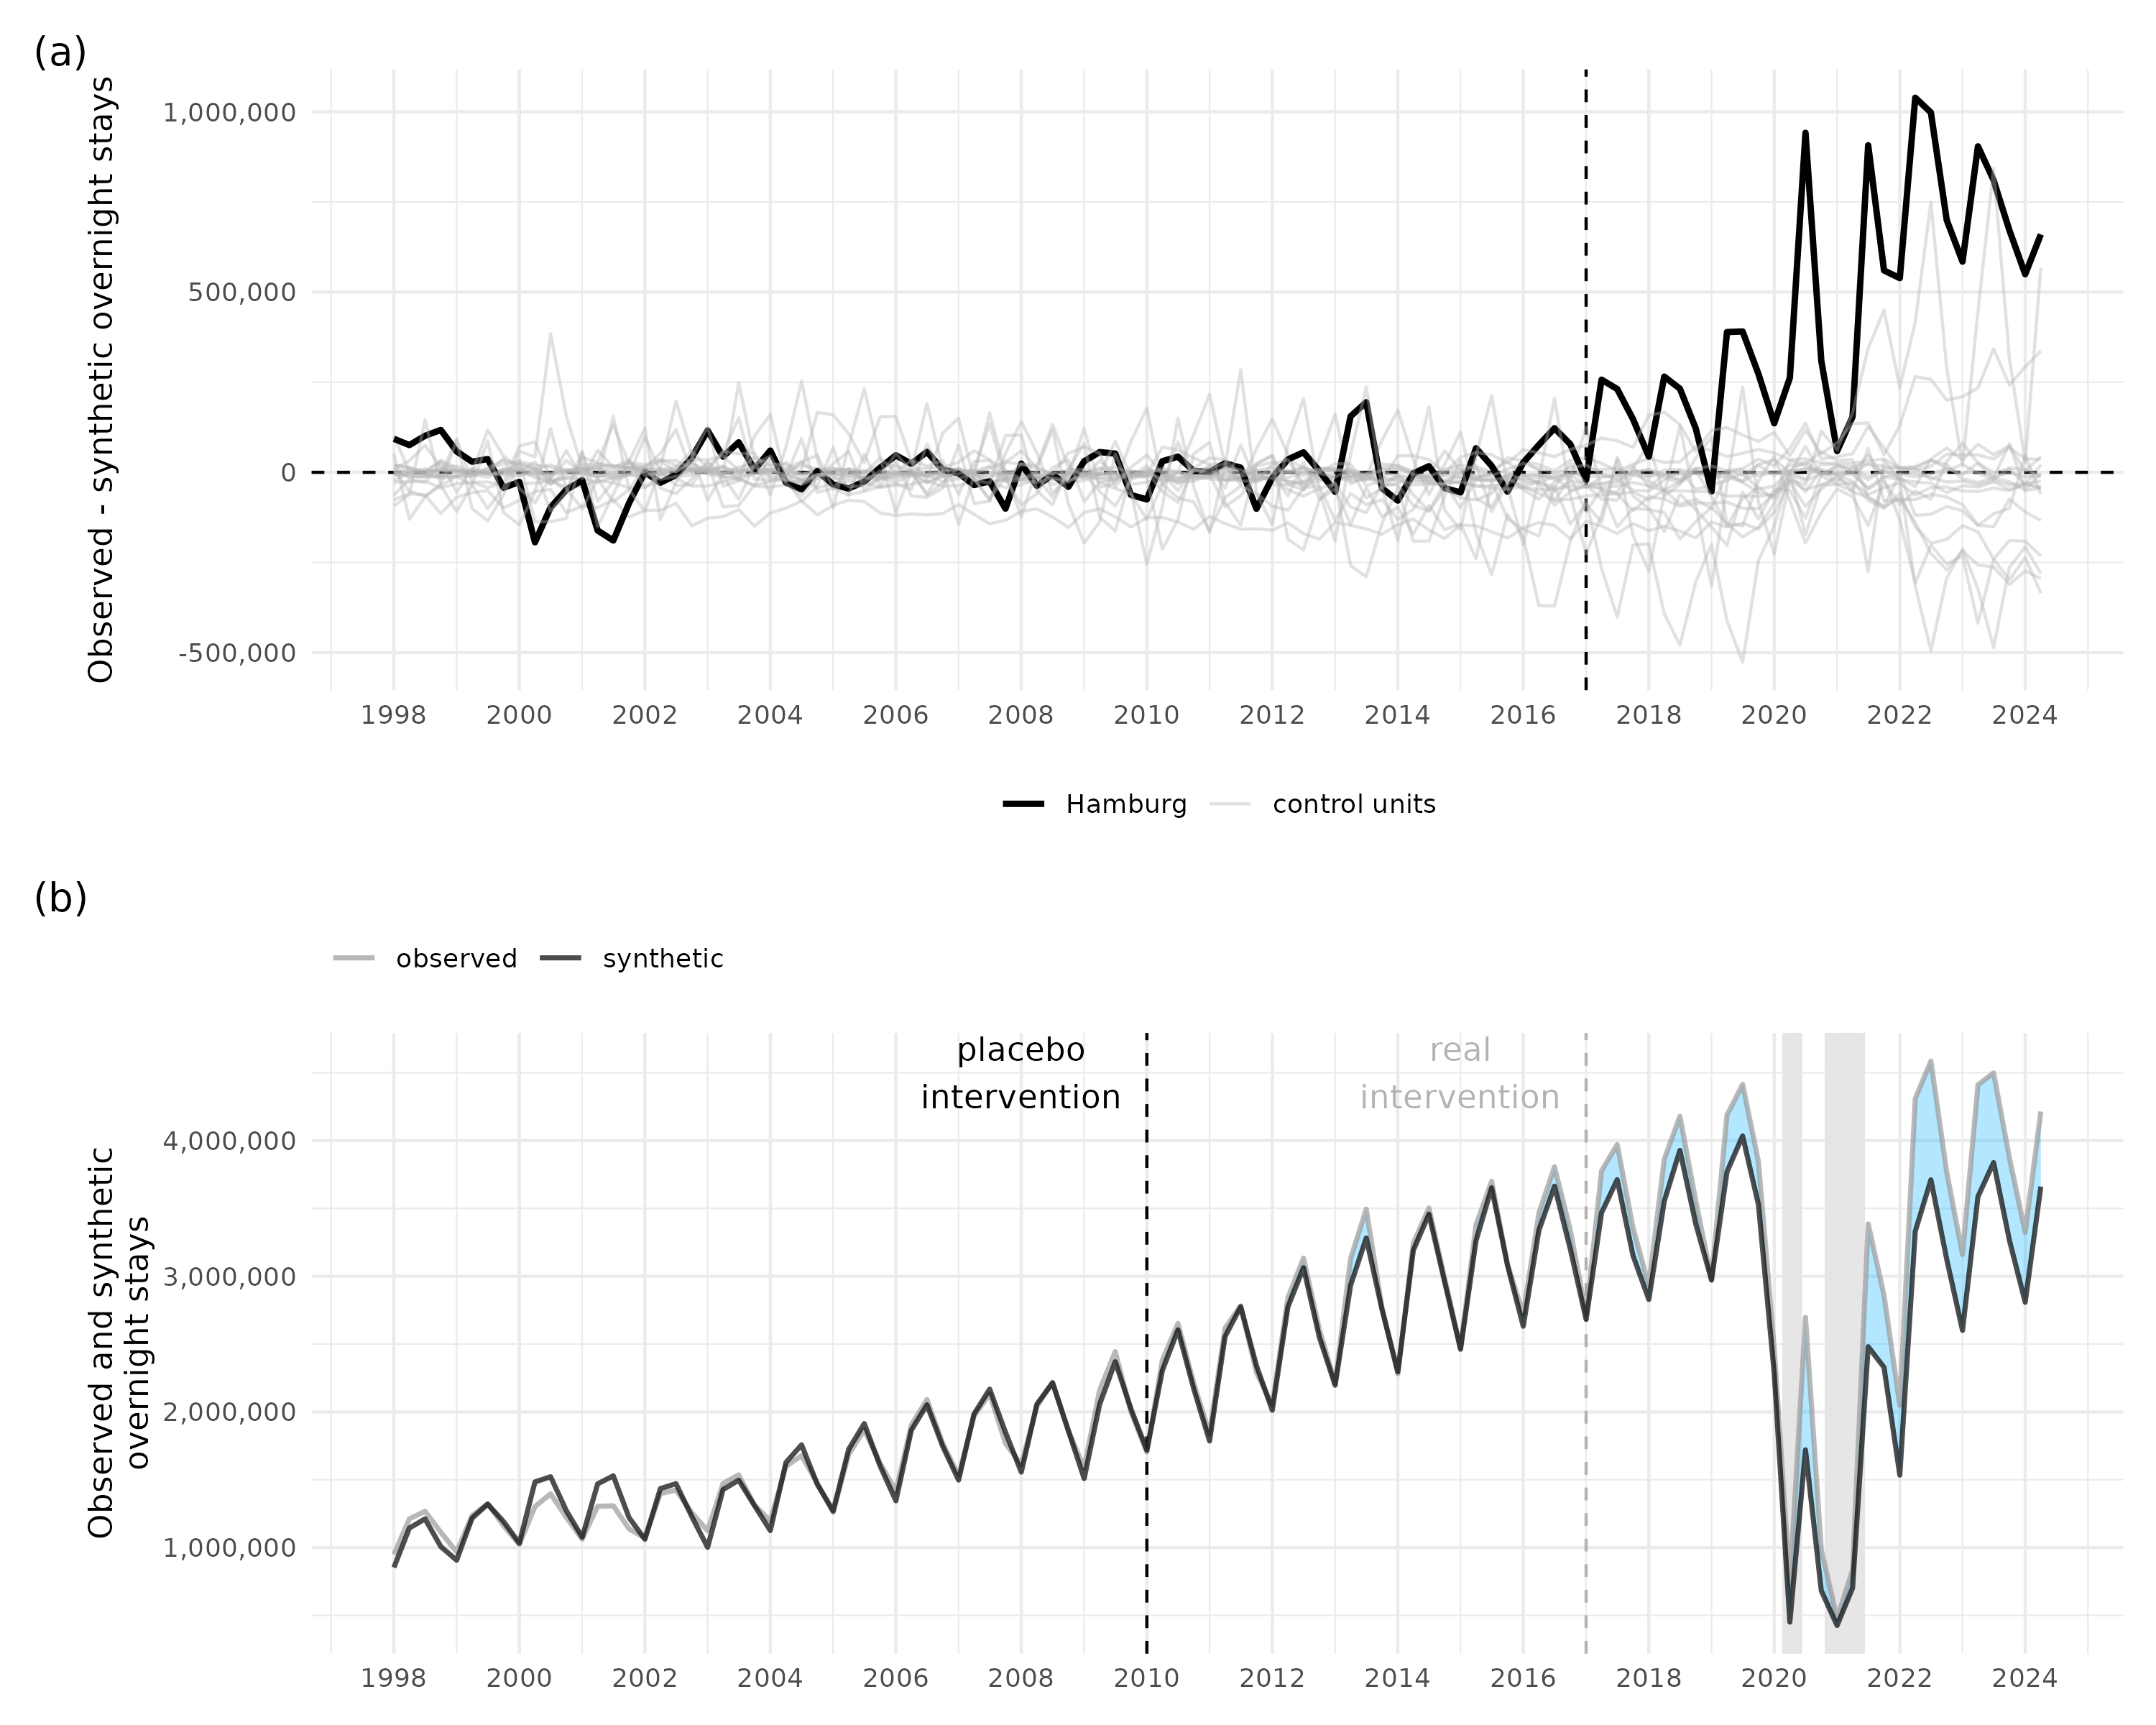 (a)
Observed - synthetic overnight stays
1,000,000
500,000
0
-500,000
1998 2000 2002 2004 2006 2008 2010 2012 2014 2016 2018 2020 2022 2024
Hamburg control units
(b)
observed synthetic
Observed and synthetic
overnight stays
placebo
intervention
real
intervention
4,000,000
3,000,000
2,000,000
1,000,000
1998 2000 2002 2004 2006 2008 2010 2012 2014 2016 2018 2020 2022 2024